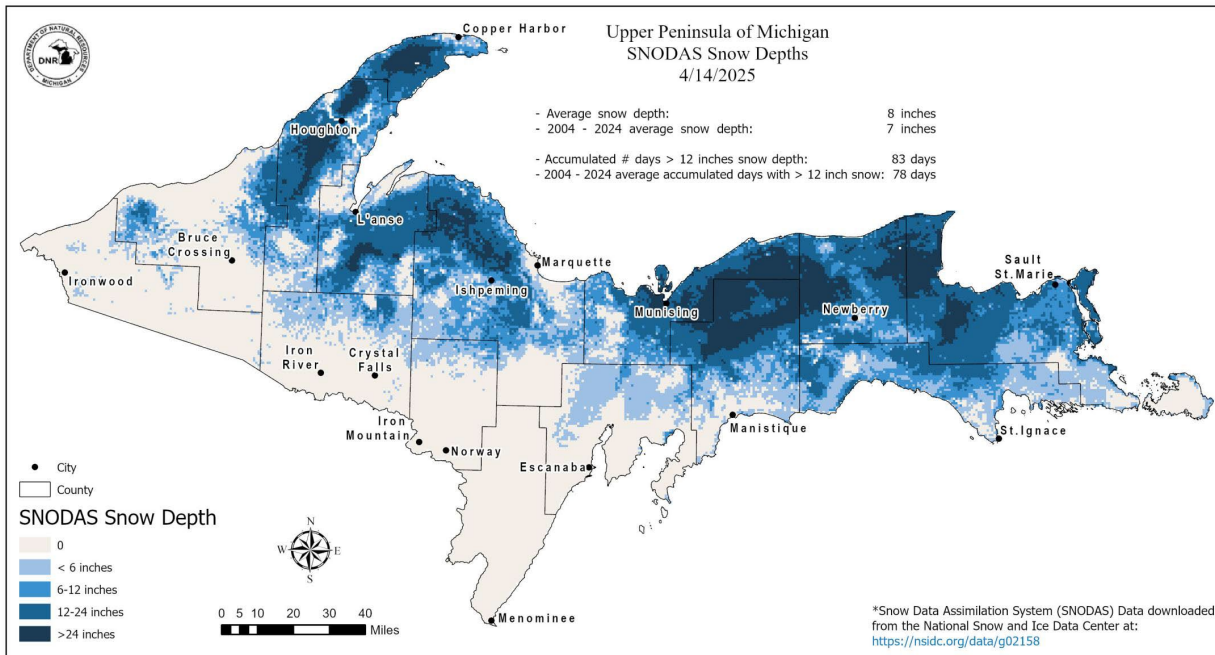 DEPARTMENT OF NATURAL RESOURCES
DNR
MICHIGAN
Upper Peninsula of Michigan
SNODAS Snow Depths
4/14/2025
- Average snow depth: 8 inches
- 2004 - 2024 average snow depth: 7 inches
- Accumulated # days > 12 inches snow depth: 83 days
- 2004 - 2024 average accumulated days with > 12 inch snow: 78 days
Copper Harbor
Houghton
L'anse
Bruce
Crossing
Ironwood
Marquette
Ishpeming
Munising
Newberry
Sault
St.Marie
Iron
River
Crystal
Falls
Iron
Mountain
Norway
Escanaba
Manistique
St.Ignace
Menominee
City
County
SNODAS Snow Depth
0
< 6 inches
6-12 inches
12-24 inches
>24 inches
N
W E
S
0 5 10 20 30 40
Miles
*Snow Data Assimilation System (SNODAS) Data downloaded
from the National Snow and Ice Data Center at:
https://nsidc.org/data/g02158